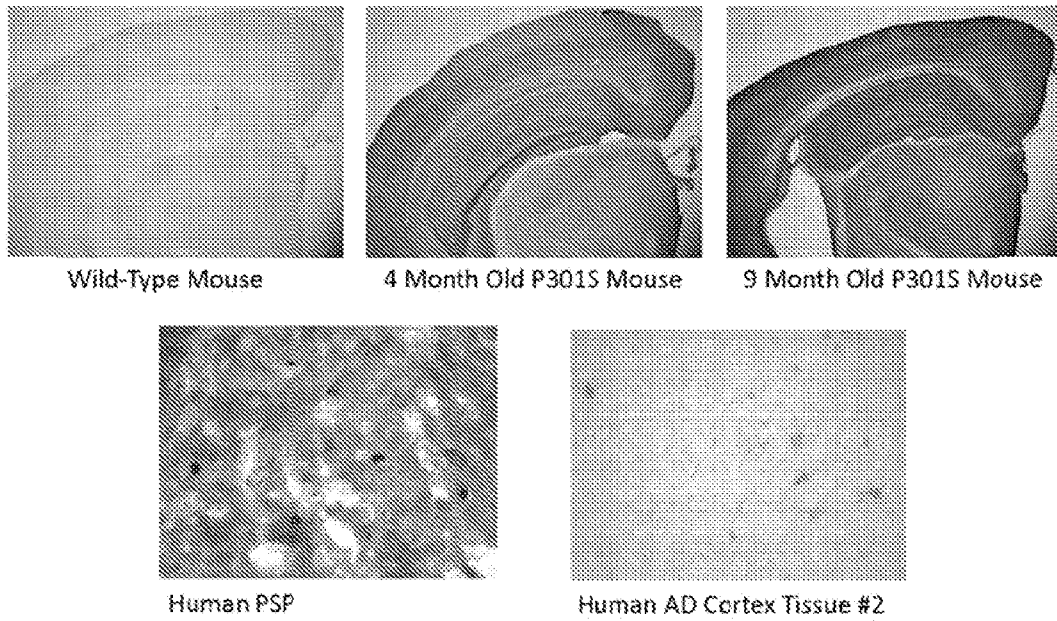 Wild-Type Mouse
4 Month Old P301S Mouse
9 Month Old P301S Mouse
Human PSP
Human AD Cortex Tissue #2